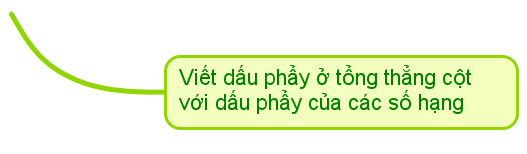 Viết dấu phẩy ở tổng thẳng cột
với dấu phẩy của các số hạng